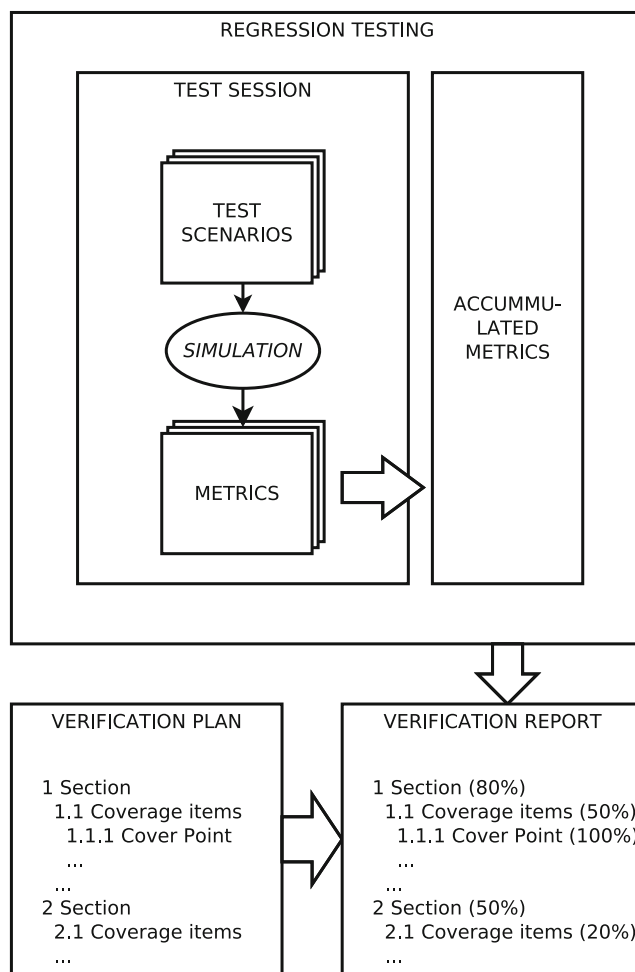 REGRESSION TESTING
TEST SESSION
TEST
SCENARIOS
SIMULATION
METRICS
ACCUMMU-
LATED
METRICS
VERIFICATION PLAN
1 Section
1.1 Coverage items
1.1.1 Cover Point
...
...
2 Section
2.1 Coverage items
...
VERIFICATION REPORT
1 Section (80%)
1.1 Coverage items (50%)
1.1.1 Cover Point (100%)
...
...
2 Section (50%)
2.1 Coverage items (20%)
...